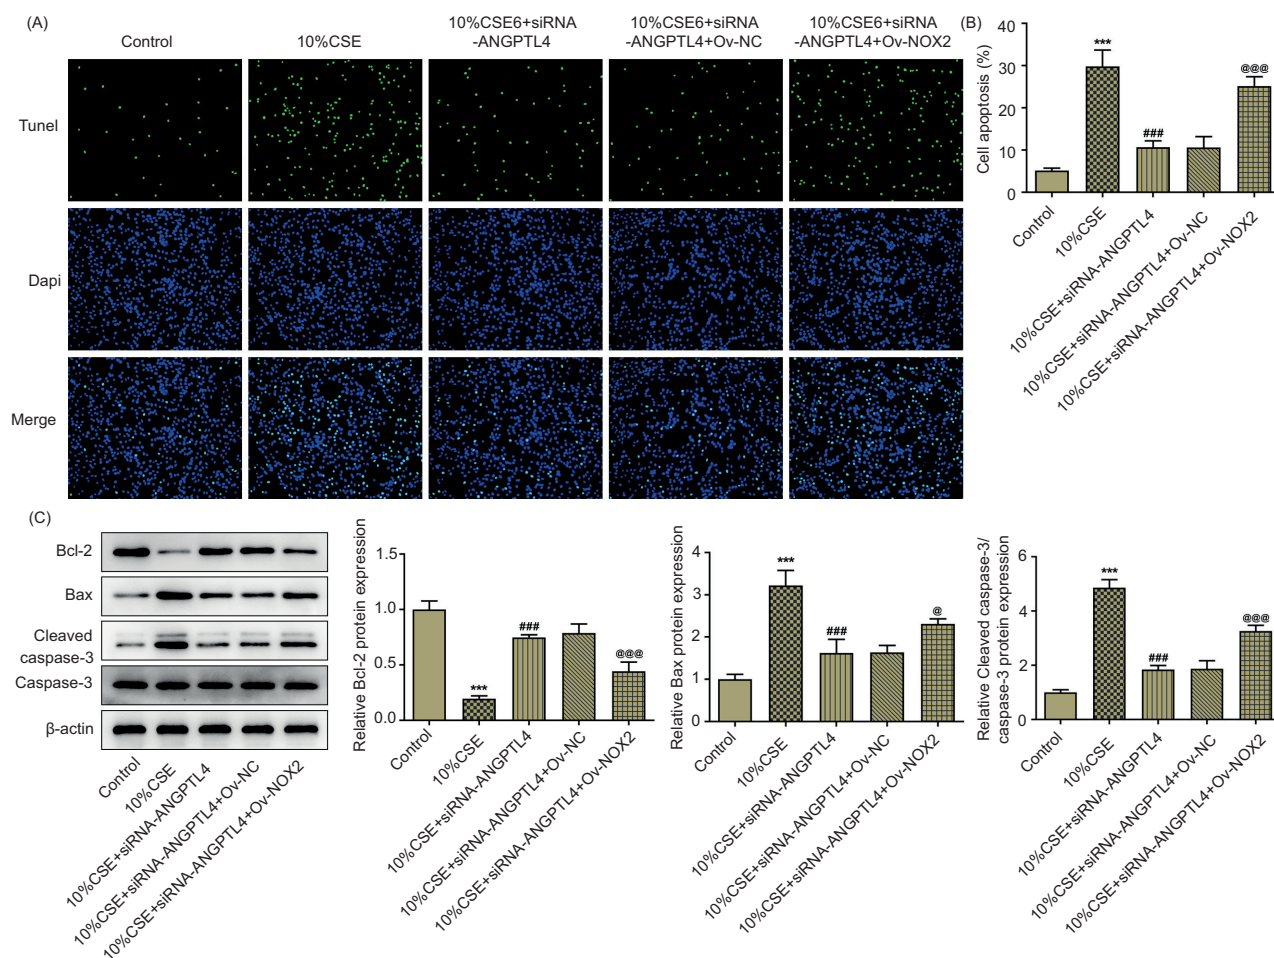 (A)
Control
10%CSE
10%CSE6+siRNA
-ANGPTL4
10%CSE6+siRNA
-ANGPTL4+Ov-NC
10%CSE6+siRNA
-ANGPTL4+Ov-NOX2
Tunel
Dapi
Merge
(B)
Cell apoptosis (%)
40
30
20
10
0
***
###
@@@
Control
10%CSE
10%CSE+siRNA-ANGPTL4
10%CSE+siRNA-ANGPTL4+Ov-NC
10%CSE+siRNA-ANGPTL4+Ov-NOX2
(C)
Bcl-2
Bax
Cleaved
caspase-3
Caspase-3
β-actin
Control
10%CSE
10%CSE+siRNA-ANGPTL4
10%CSE+siRNA-ANGPTL4+Ov-NC
10%CSE+siRNA-ANGPTL4+Ov-NOX2
Relative Bcl-2 protein expression
1.5
1.0
0.5
0.0
***
###
@@@
Control
10%CSE
10%CSE+siRNA-ANGPTL4
10%CSE+siRNA-ANGPTL4+Ov-NC
10%CSE+siRNA-ANGPTL4+Ov-NOX2
Relative Bax protein expression
4
3
2
1
0
***
###
@
Control
10%CSE
10%CSE+siRNA-ANGPTL4
10%CSE+siRNA-ANGPTL4+Ov-NC
10%CSE+siRNA-ANGPTL4+Ov-NOX2
Relative Cleaved caspase-3/
caspase-3 protein expression
6
4
2
0
***
###
@@@
Control
10%CSE
10%CSE+siRNA-ANGPTL4
10%CSE+siRNA-ANGPTL4+Ov-NC
10%CSE+siRNA-ANGPTL4+Ov-NOX2